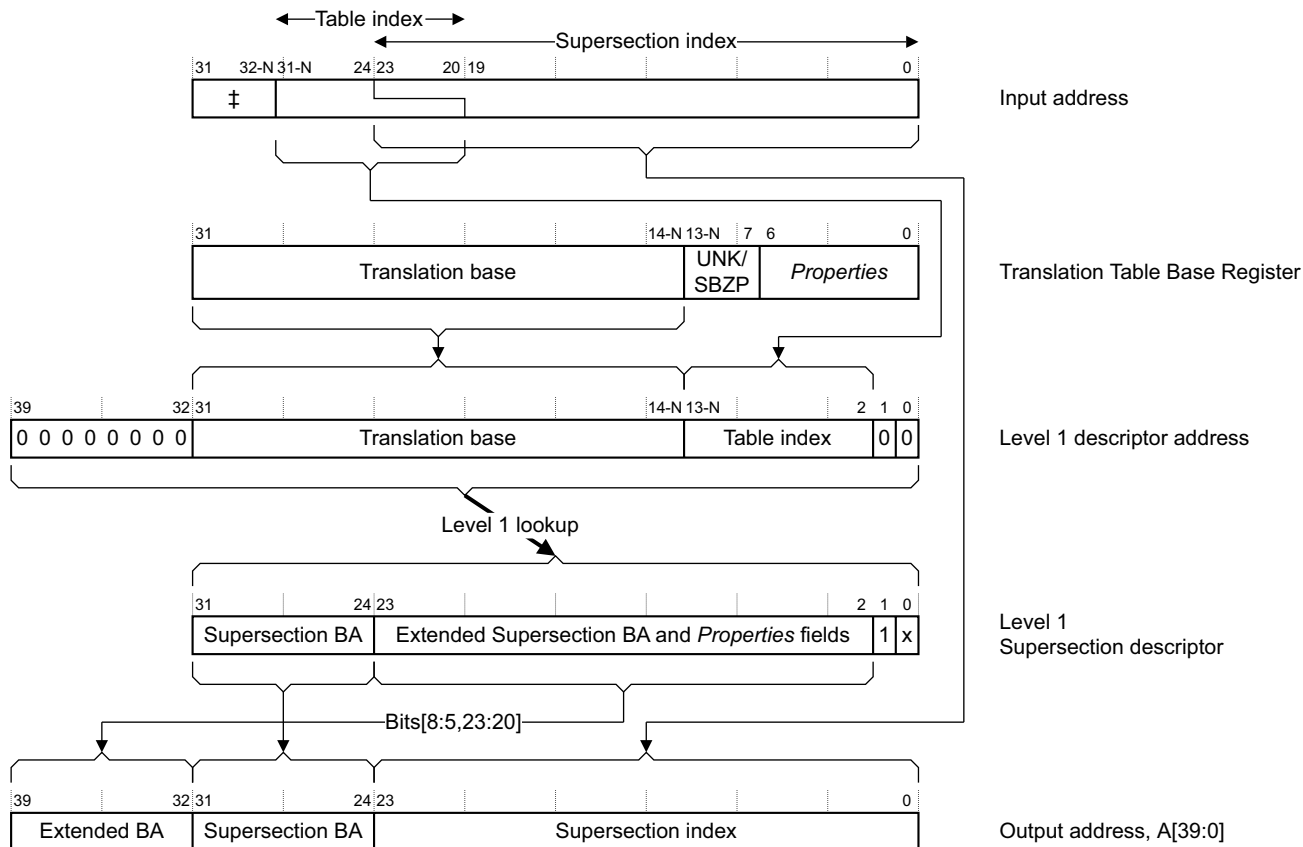 Table index
Supersection index
31 32-N 31-N 24 23 20 19 0
‡
Input address
31 14-N 13-N 7 6 0
Translation base UNK/ SBZP Properties
Translation Table Base Register
39 32 31 14-N 13-N 2 1 0
0 0 0 0 0 0 0 0 Translation base Table index 0 0
Level 1 descriptor address
Level 1 lookup
31 24 23 2 1 0
Supersection BA Extended Supersection BA and Properties fields 1 x
Level 1
Supersection descriptor
Bits[8:5,23:20]
39 32 31 24 23 0
Extended BA Supersection BA Supersection index
Output address, A[39:0]